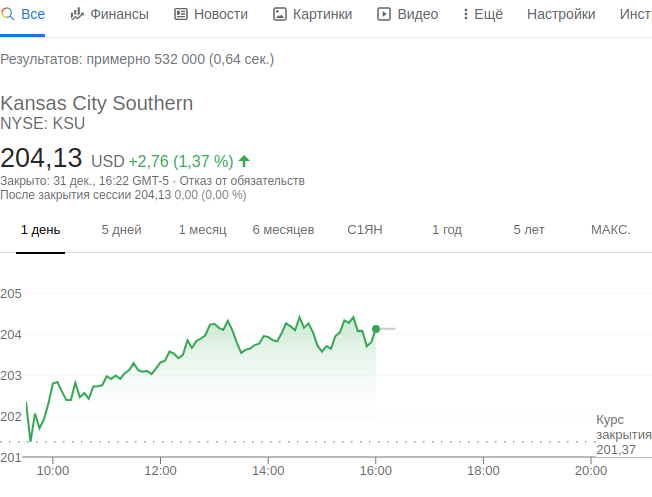 Все Финансы Новости Картинки Видео Ещё Настройки Инст
Результатов: примерно 532 000 (0,64 сек.)
Kansas City Southern
NYSE: KSU
204,13 USD +2,76 (1,37 %)
Закрыто: 31 дек., 16:22 GMT-5 · Отказ от обязательств
После закрытия сессии 204,13 0,00 (0,00 %)
1 день 5 дней 1 месяц 6 месяцев С1ЯН 1 год 5 лет МАКС.
205
204
203
202
Курс
закрытия
201,37
201
10:00 12:00 14:00 16:00 18:00 20:00